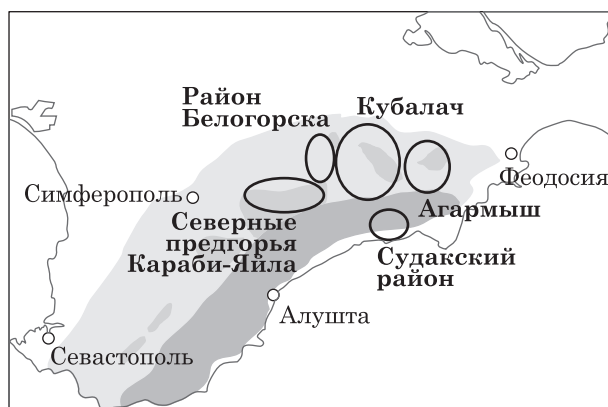 Район
Белогорска
Кубалач
Феодосия
Симферополь
Агармыш
Северные
предгорья
Караби-Яйла
Судакский
район
Алушта
Севастополь